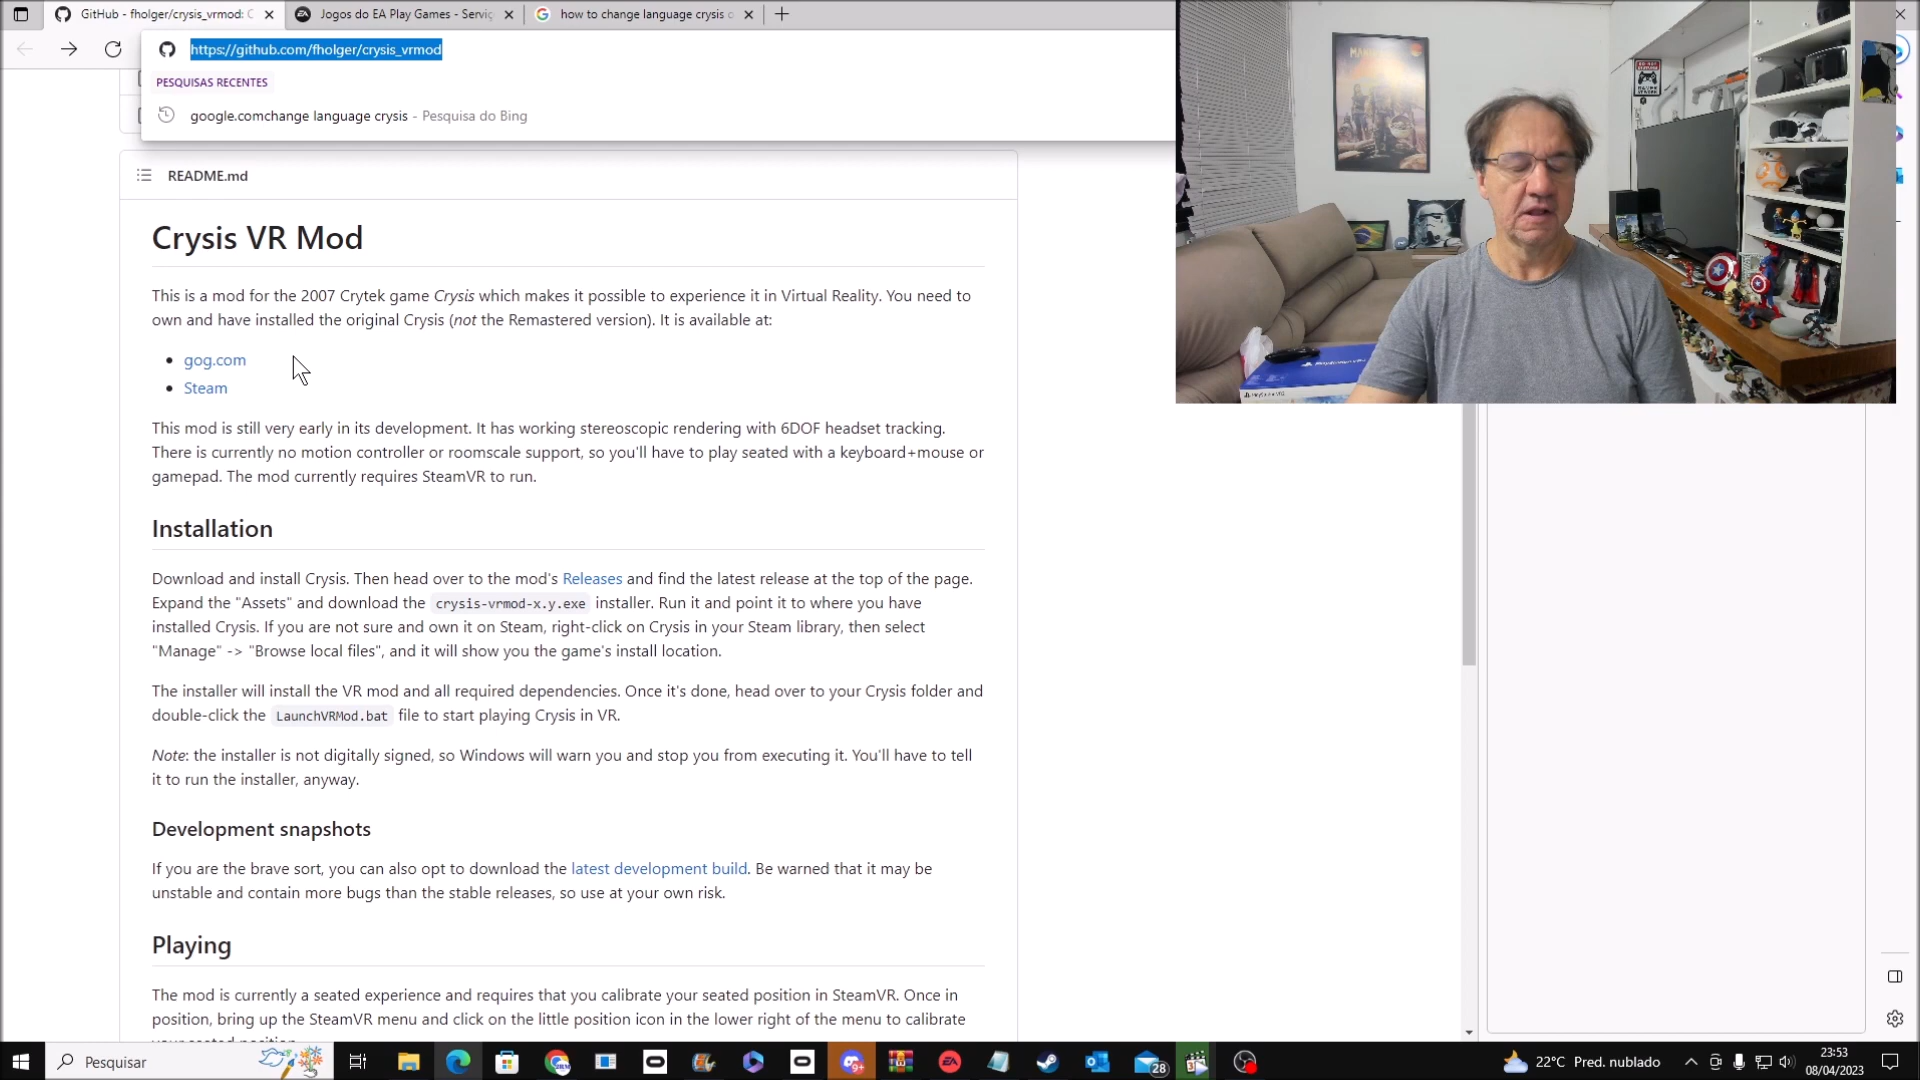 GitHub - fholger/crysis_vrmod: C
Jogos do EA Play Games - Serviç
how to change language crysis o
https://github.com/fholger/crysis_vrmod
PESQUISAS RECENTES
google.comchange language crysis - Pesquisa do Bing
README.md
Crysis VR Mod
This is a mod for the 2007 Crytek game Crysis which makes it possible to experience it in Virtual Reality. You need to
own and have installed the original Crysis (not the Remastered version). It is available at:
gog.com
Steam
This mod is still very early in its development. It has working stereoscopic rendering with 6DOF headset tracking.
There is currently no motion controller or roomscale support, so you'll have to play seated with a keyboard+mouse or
gamepad. The mod currently requires SteamVR to run.
Installation
Download and install Crysis. Then head over to the mod's Releases and find the latest release at the top of the page.
Expand the "Assets" and download the crysis-vrmod-x.y.exe installer. Run it and point it to where you have
installed Crysis. If you are not sure and own it on Steam, right-click on Crysis in your Steam library, then select
"Manage" -> "Browse local files", and it will show you the game's install location.
The installer will install the VR mod and all required dependencies. Once it's done, head over to your Crysis folder and
double-click the LaunchVRMod.bat file to start playing Crysis in VR.
Note: the installer is not digitally signed, so Windows will warn you and stop you from executing it. You'll have to tell
it to run the installer, anyway.
Development snapshots
If you are the brave sort, you can also opt to download the latest development build. Be warned that it may be
unstable and contain more bugs than the stable releases, so use at your own risk.
Playing
The mod is currently a seated experience and requires that you calibrate your seated position in SteamVR. Once in
position, bring up the SteamVR menu and click on the little position icon in the lower right of the menu to calibrate
Pesquisar
9+
EA
28
22°C Pred. nublado
23:53
08/04/2023